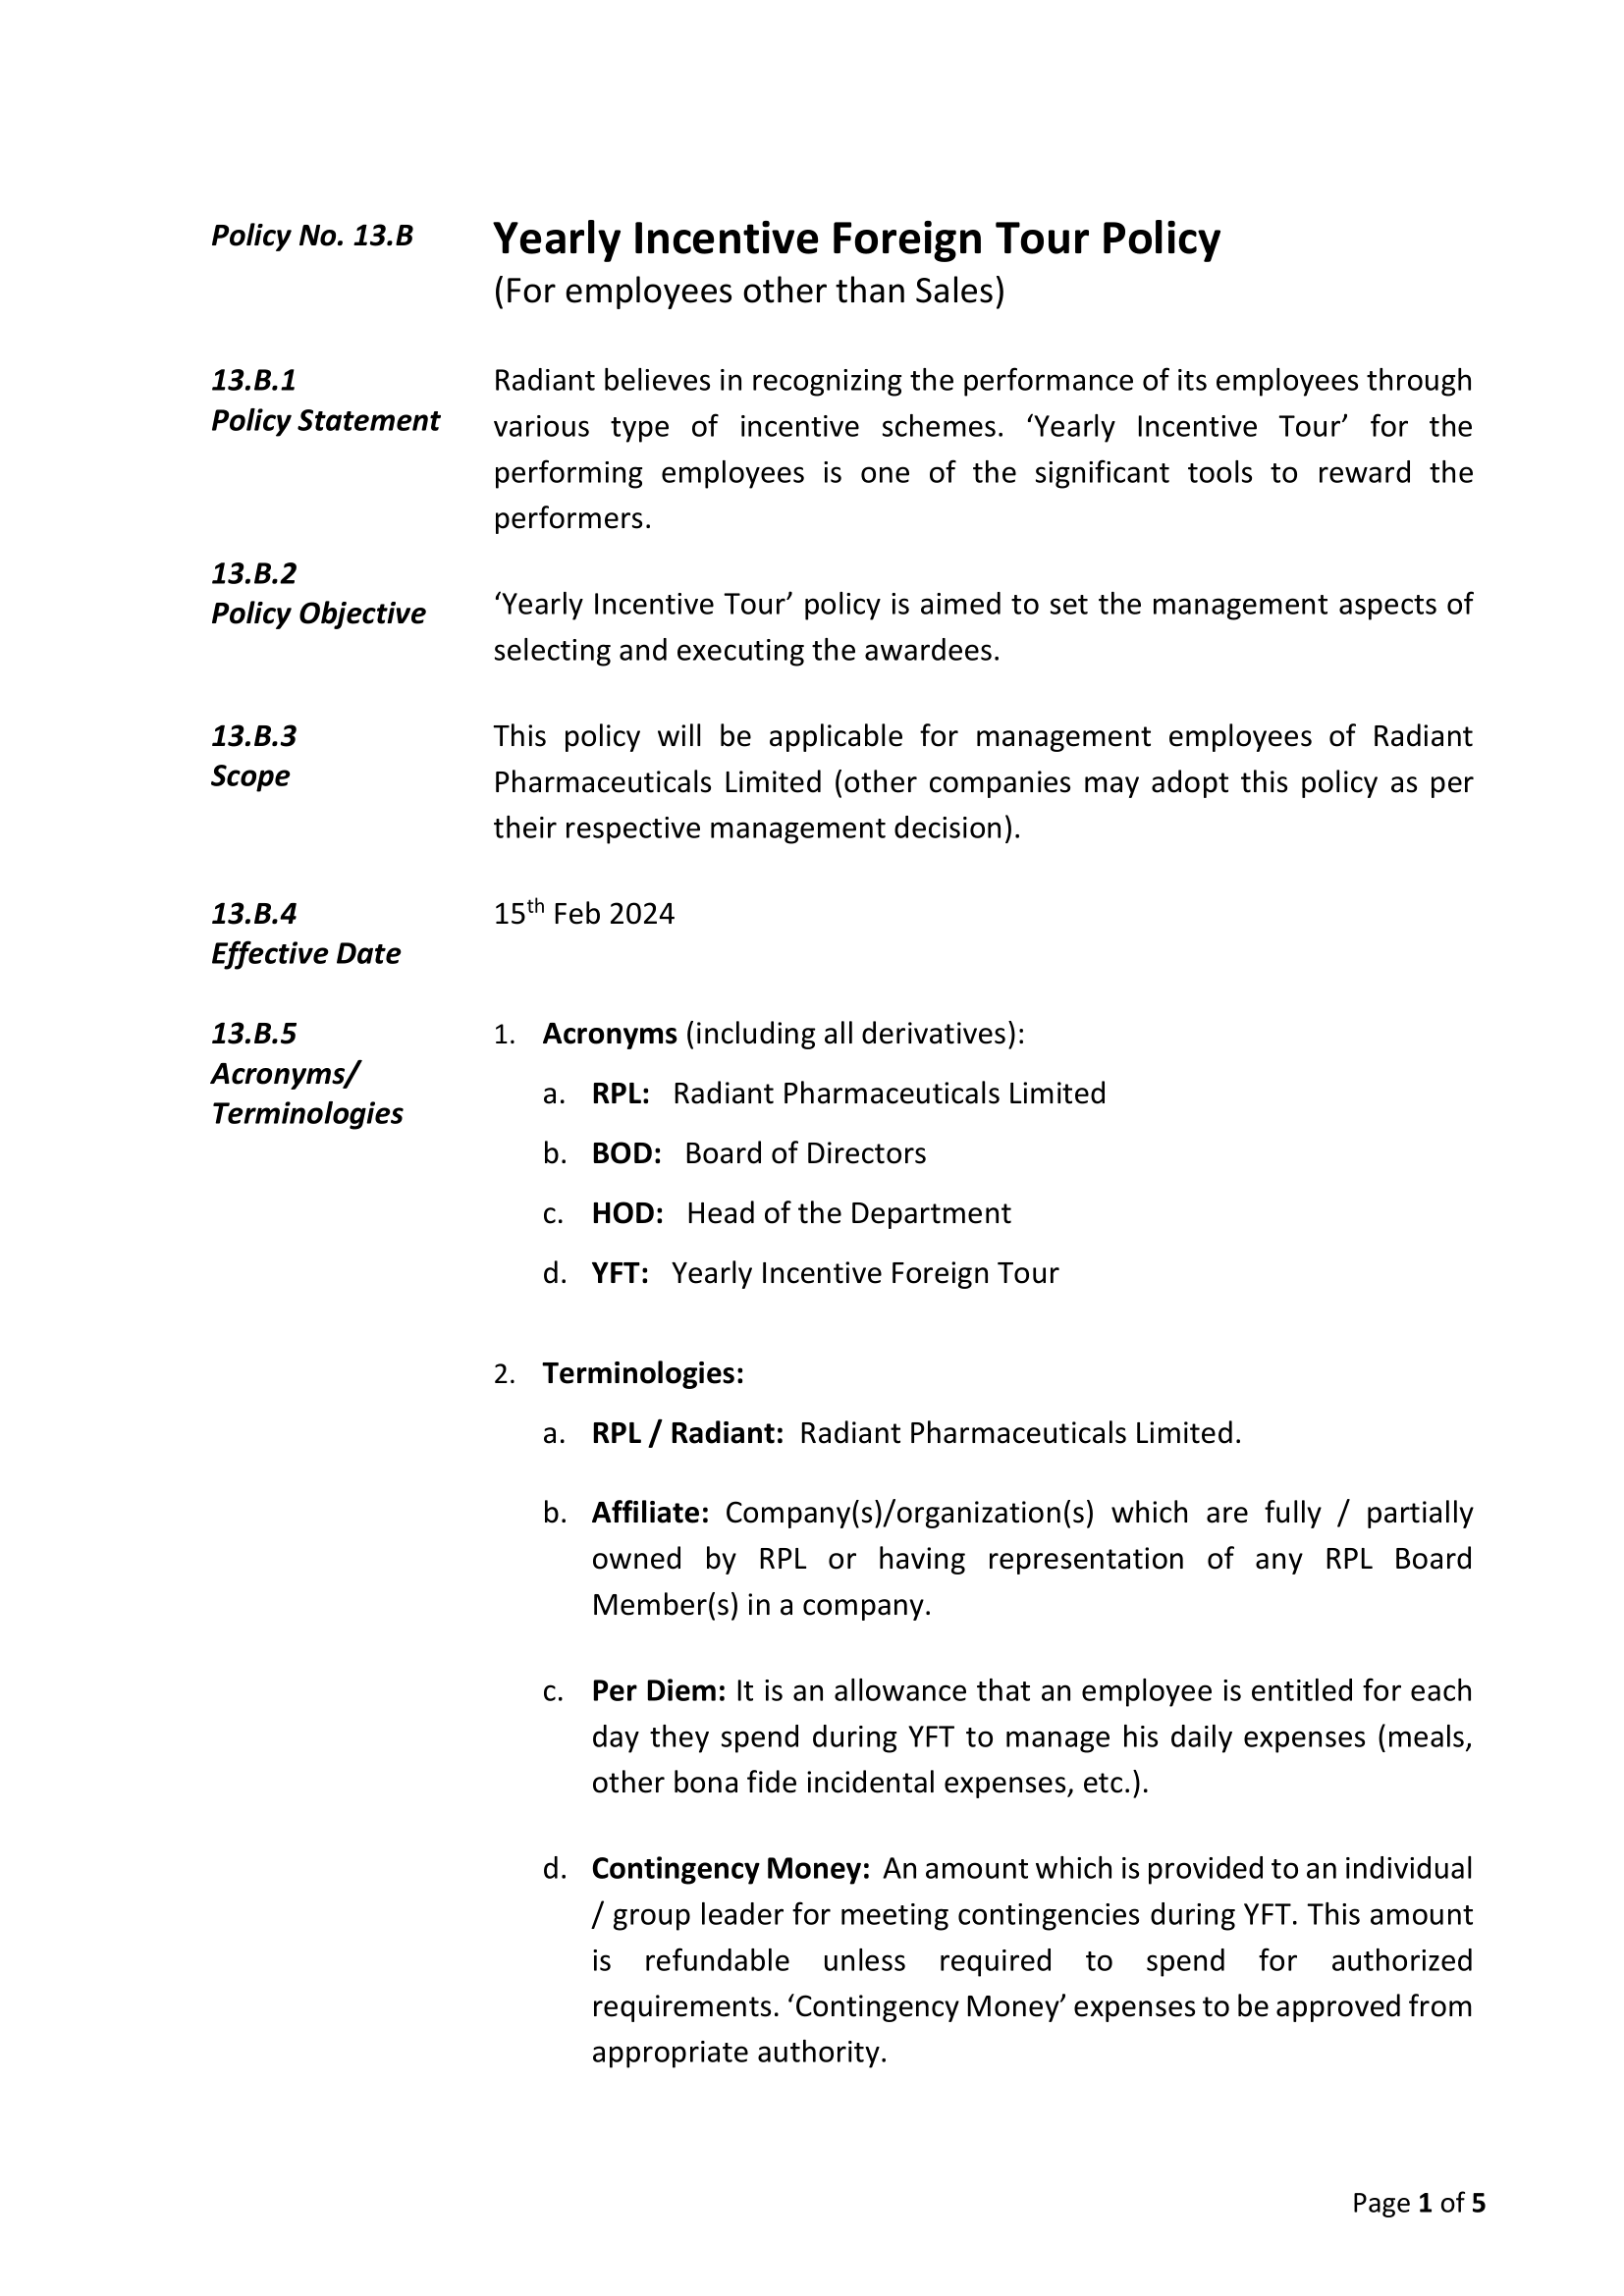 Policy No. 13.B
Yearly Incentive Foreign Tour Policy
(For employees other than Sales)
13.B.1
Policy Statement
Radiant believes in recognizing the performance of its employees through
various type of incentive schemes. ‘Yearly Incentive Tour’ for the
performing employees is one of the significant tools to reward the
performers.
13.B.2
Policy Objective
‘Yearly Incentive Tour’ policy is aimed to set the management aspects of
selecting and executing the awardees.
13.B.3
Scope
This policy will be applicable for management employees of Radiant
Pharmaceuticals Limited (other companies may adopt this policy as per
their respective management decision).
13.B.4
Effective Date
15th Feb 2024
13.B.5
Acronyms/
Terminologies
1. Acronyms (including all derivatives):
a. RPL: Radiant Pharmaceuticals Limited
b. BOD: Board of Directors
c. HOD: Head of the Department
d. YFT: Yearly Incentive Foreign Tour
2. Terminologies:
a. RPL / Radiant: Radiant Pharmaceuticals Limited.
b. Affiliate: Company(s)/organization(s) which are fully / partially
owned by RPL or having representation of any RPL Board
Member(s) in a company.
c. Per Diem: It is an allowance that an employee is entitled for each
day they spend during YFT to manage his daily expenses (meals,
other bona fide incidental expenses, etc.).
d. Contingency Money: An amount which is provided to an individual
/ group leader for meeting contingencies during YFT. This amount
is refundable unless required to spend for authorized
requirements. ‘Contingency Money’ expenses to be approved from
appropriate authority.
Page 1 of 5